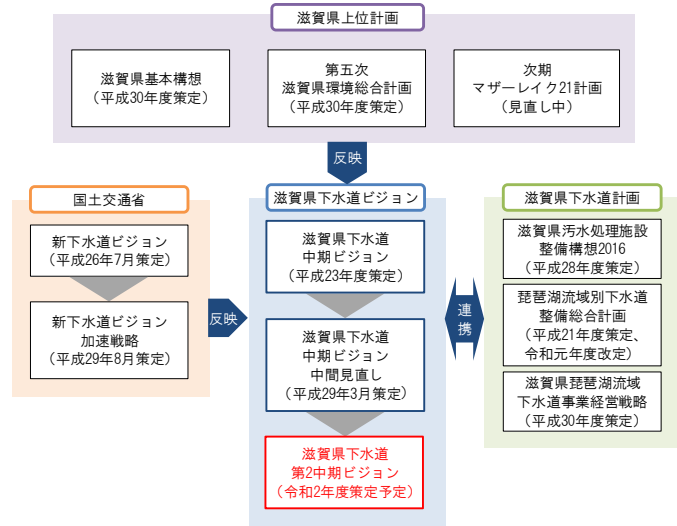 滋賀県上位計画
滋賀県基本構想
（平成30年度策定）
第五次
滋賀県環境総合計画
（平成30年度策定）
次期
マザーレイク21計画
（見直し中）
反映
国土交通省
新下水道ビジョン
（平成26年7月策定）
新下水道ビジョン
加速戦略
（平成29年8月策定）
反映
滋賀県下水道ビジョン
滋賀県下水道
中期ビジョン
（平成23年度策定）
滋賀県下水道
中期ビジョン
中間見直し
（平成29年3月策定）
滋賀県下水道
第2中期ビジョン
（令和2年度策定予定）
連
携
滋賀県下水道計画
滋賀県汚水処理施設
整備構想2016
（平成28年度策定）
琵琶湖流域別下水道
整備総合計画
（平成21年度策定、
令和元年度改定）
滋賀県琵琶湖流域
下水道事業経営戦略
（平成30年度策定）